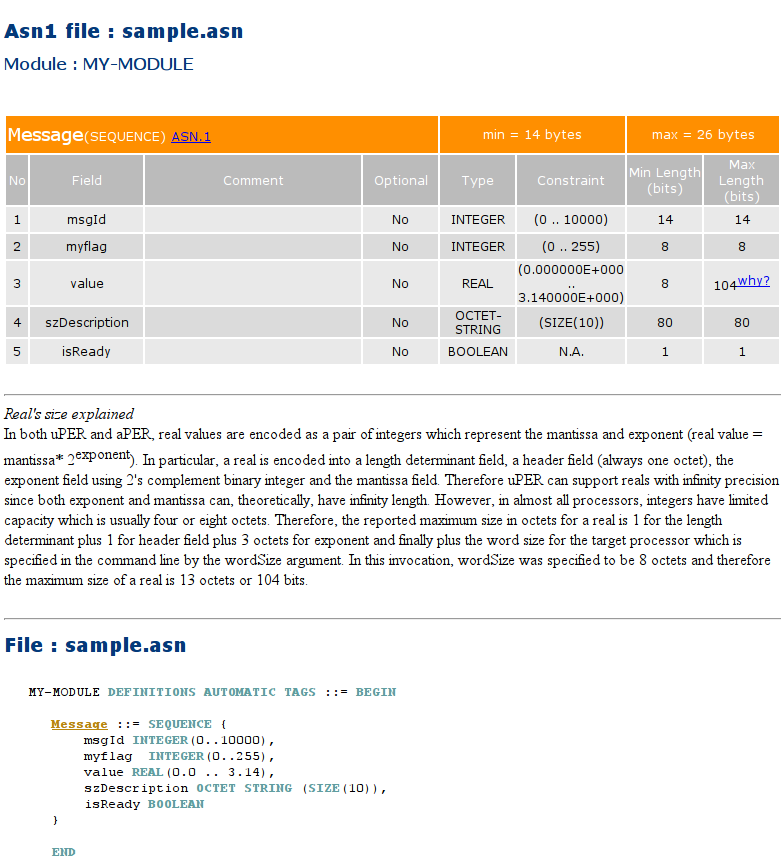 Asn1 file : sample.asn
Module : MY-MODULE
Message(SEQUENCE) ASN.1 min = 14 bytes max = 26 bytes
No Field Comment Optional Type Constraint Min Length (bits) Max Length (bits)
1 msgId No INTEGER (0 .. 10000) 14 14
2 myflag No INTEGER (0 .. 255) 8 8
3 value No REAL (0.000000E+000 .. 3.140000E+000) 8 104why?
4 szDescription No OCTET-STRING (SIZE(10)) 80 80
5 isReady No BOOLEAN N.A. 1 1
Real's size explained
In both uPER and aPER, real values are encoded as a pair of integers which represent the mantissa and exponent (real value =
mantissa* 2exponent). In particular, a real is encoded into a length determinant field, a header field (always one octet), the
exponent field using 2's complement binary integer and the mantissa field. Therefore uPER can support reals with infinity precision
since both exponent and mantissa can, theoretically, have infinity length. However, in almost all processors, integers have limited
capacity which is usually four or eight octets. Therefore, the reported maximum size in octets for a real is 1 for the length
determinant plus 1 for header field plus 3 octets for exponent and finally plus the word size for the target processor which is
specified in the command line by the wordSize argument. In this invocation, wordSize was specified to be 8 octets and therefore
the maximum size of a real is 13 octets or 104 bits.
File : sample.asn
MY-MODULE DEFINITIONS AUTOMATIC TAGS ::= BEGIN
Message ::= SEQUENCE {
msgId INTEGER(0..10000),
myflag  INTEGER(0..255),
value REAL(0.0 .. 3.14),
szDescription OCTET STRING (SIZE(10)),
isReady BOOLEAN
}
END